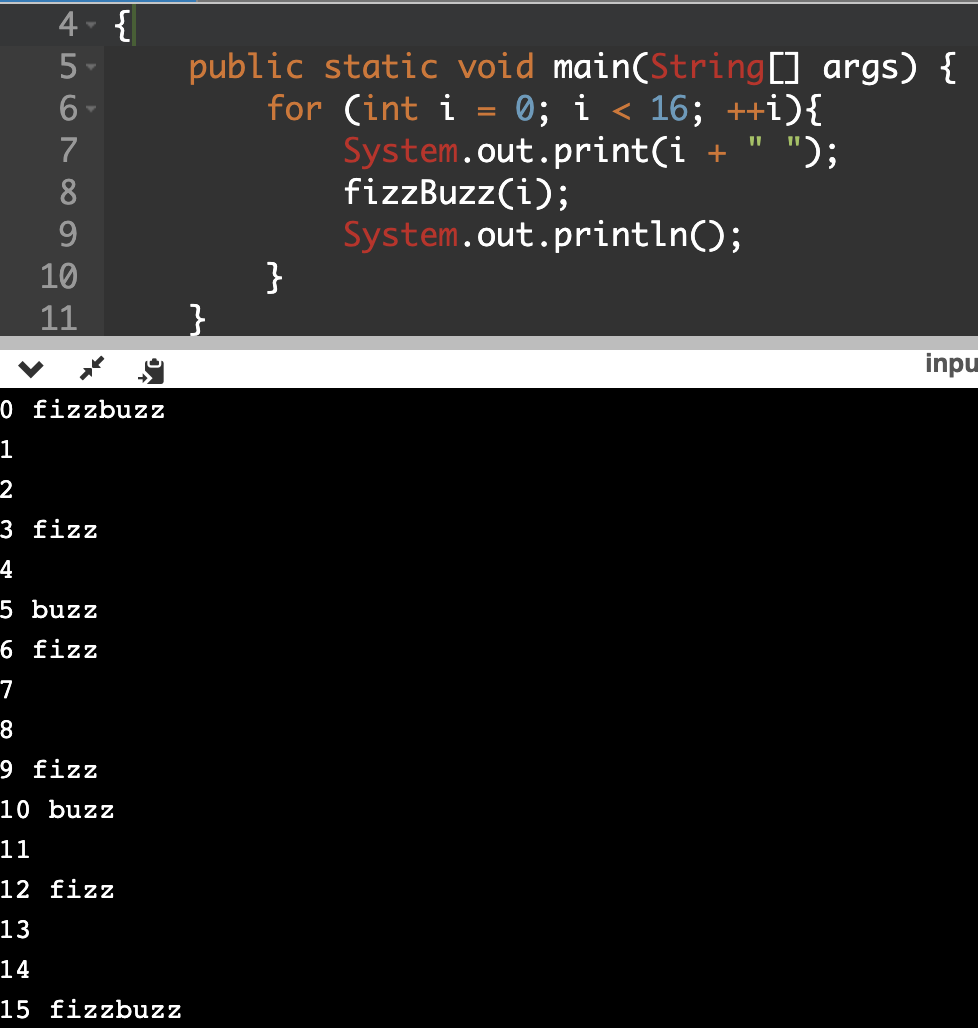 4 {
5     public static void main(String[] args) {
6         for (int i = 0; i < 16; ++i){
7             System.out.print(i + " ");
8             fizzBuzz(i);
9             System.out.println();
10         }
11     }
inpu
0 fizzbuzz
1
2
3 fizz
4
5 buzz
6 fizz
7
8
9 fizz
10 buzz
11
12 fizz
13
14
15 fizzbuzz